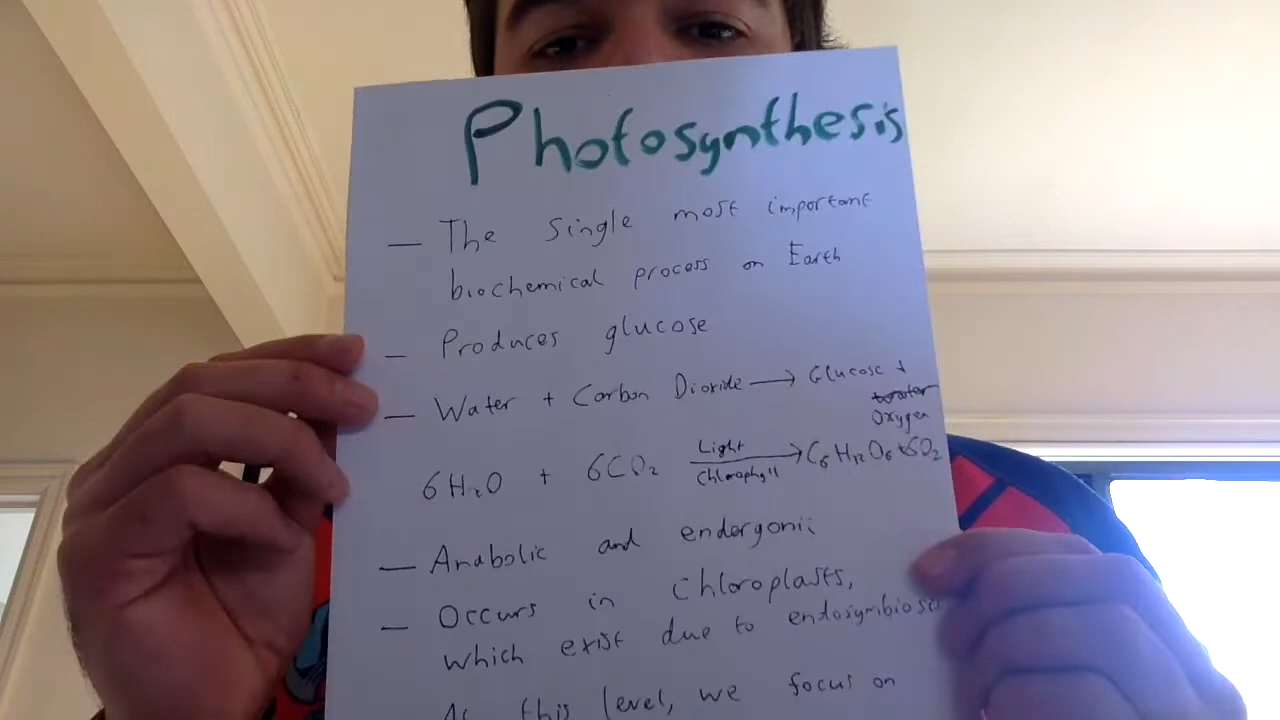 Photosynthesis
— The single most important
biochemical process on Earth
— Produces glucose
— Water + Carbon Dioxide → Glucose +
water
Oxygen
6H₂O + 6CO₂ Light → C₆H₁₂O₆ + 6O₂
Chlorophyll
— Anabolic and endergonic
— Occurs in chloroplasts,
which exist due to endosymbiosis
At this level, we focus on